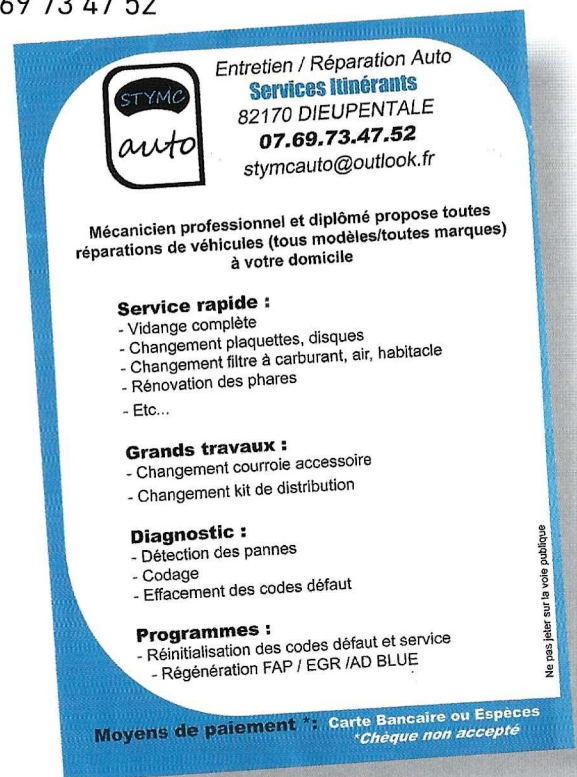 69 73 47 52
STYMC
auto
Entretien / Réparation Auto
Services Itinérants
82170 DIEUPENTALE
07.69.73.47.52
stymcauto@outlook.fr
Mécanicien professionnel et diplômé propose toutes
réparations de véhicules (tous modèles/toutes marques)
à votre domicile
Service rapide :
- Vidange complète
- Changement plaquettes, disques
- Changement filtre à carburant, air, habitacle
- Rénovation des phares
- Etc...
Grands travaux :
- Changement courroie accessoire
- Changement kit de distribution
Diagnostic :
- Détection des pannes
- Codage
- Effacement des codes défaut
Programmes :
- Réinitialisation des codes défaut et service
- Régénération FAP / EGR /AD BLUE
Ne pas jeter sur la voie publique
Moyens de paiement *: Carte Bancaire ou Espèces
*Chèque non accepté